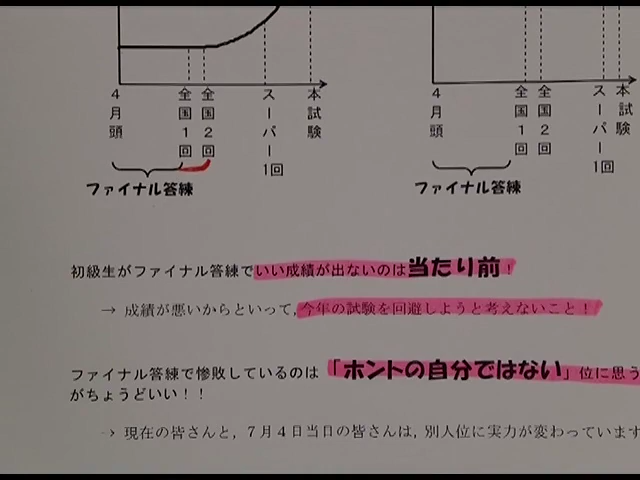 4月頭
全国1回
全国2回
スーパー1回
本試験
ファイナル答練
4月頭
全国1回
全国2回
スーパー1回
本試験
ファイナル答練
初級生がファイナル答練でいい成績が出ないのは当たり前！
→ 成績が悪いからといって，今年の試験を回避しようと考えないこと！
ファイナル答練で惨敗しているのは「ホントの自分ではない」位に思う
がちょうどいい！！
→ 現在の皆さんと，7月4日当日の皆さんは，別人位に実力が変わっています